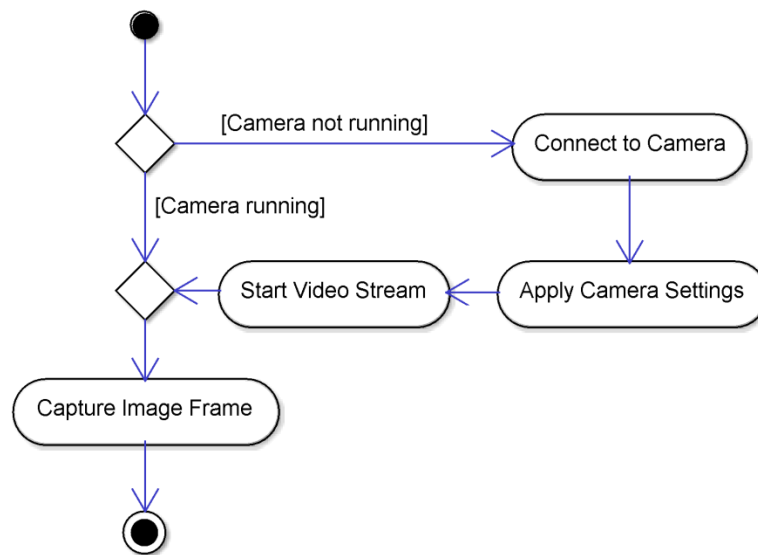 [Camera not running]
Connect to Camera
[Camera running]
Start Video Stream
Apply Camera Settings
Capture Image Frame